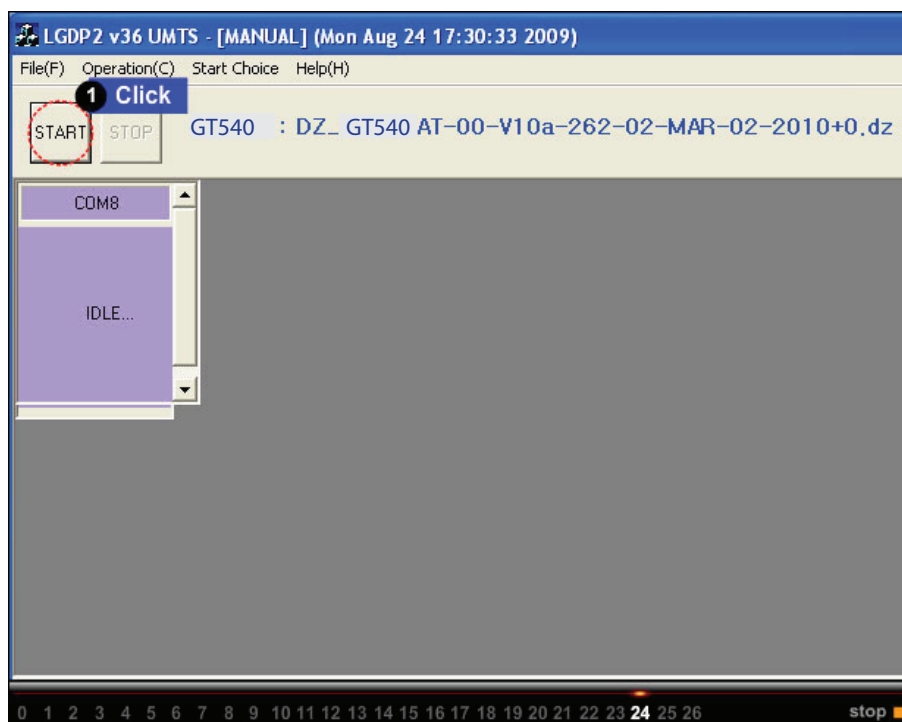 LGDP2 v36 UMTS - [MANUAL] (Mon Aug 24 17:30:33 2009)
File(F) Operation(C) Start Choice Help(H)
1 Click
START STOP GT540 : DZ_ GT540 AT-00-V10a-262-02-MAR-02-2010+0.dz
COM8
IDLE...
0 1 2 3 4 5 6 7 8 9 10 11 12 13 14 15 16 17 18 19 20 21 22 23 24 25 26 stop